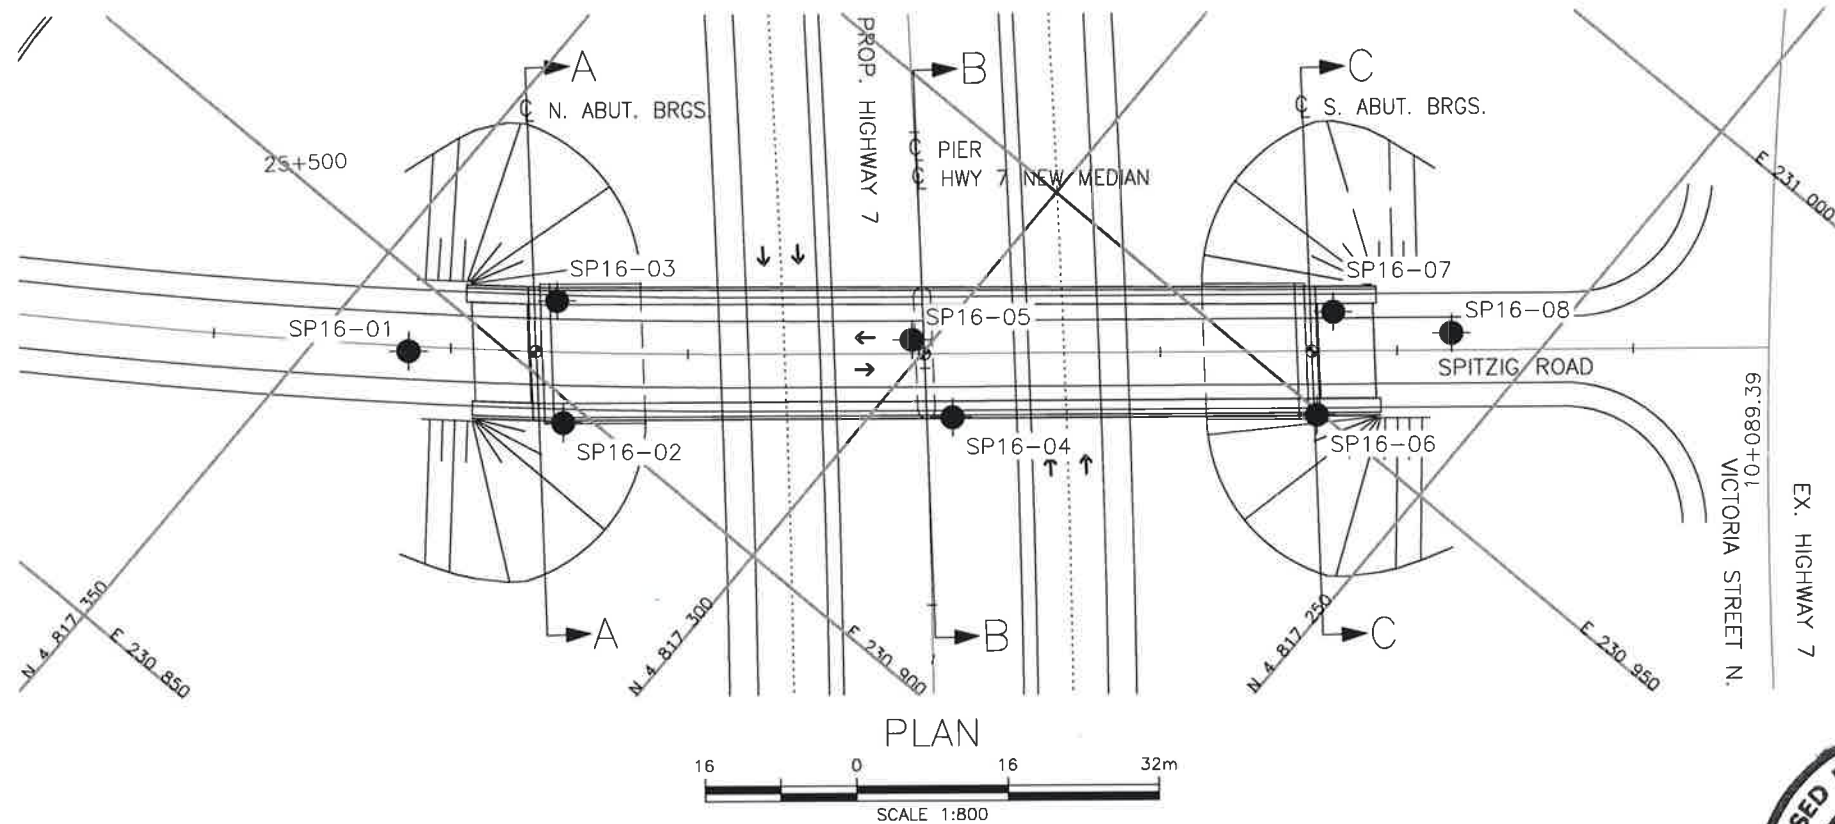 A
B
C
℄ N. ABUT. BRGS.
℄ S. ABUT. BRGS.
PROP. HIGHWAY 7
℄ PIER
℄ HWY 7 NEW MEDIAN
25+500
E 231 000
SP16-03
SP16-07
SP16-01
SP16-05
SP16-08
SPITZIG ROAD
SP16-02
SP16-04
SP16-06
10+089.39
VICTORIA STREET N.
EX. HIGHWAY 7
N 4 817 350
E 230 850
A
N 4 817 300
E 230 900
B
N 4 817 250
C
E 230 950
PLAN
16 0 16 32m
SCALE 1:800